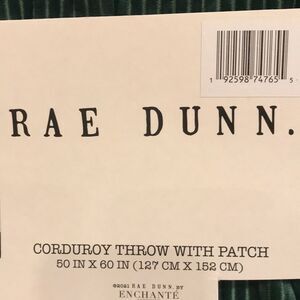 1 92598 74765 5
RAE DUNN.
CORDUROY THROW WITH PATCH
50 IN X 60 IN (127 CM X 152 CM)
©2021 RAE DUNN. BY
ENCHANTÉ